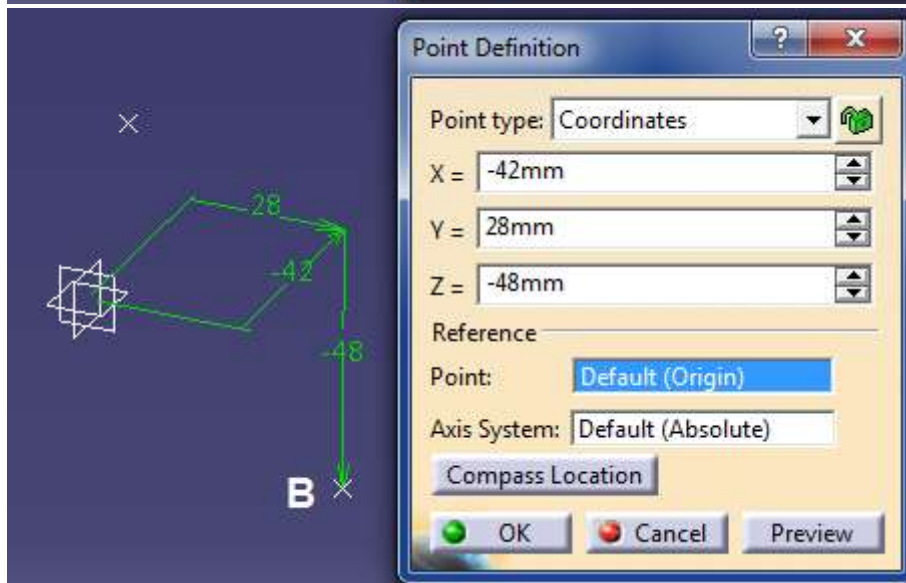 28
-42
-48
B
Point Definition
?
X
Point type: Coordinates
X = -42mm
Y = 28mm
Z = -48mm
Reference
Point: Default (Origin)
Axis System: Default (Absolute)
Compass Location
OK Cancel Preview